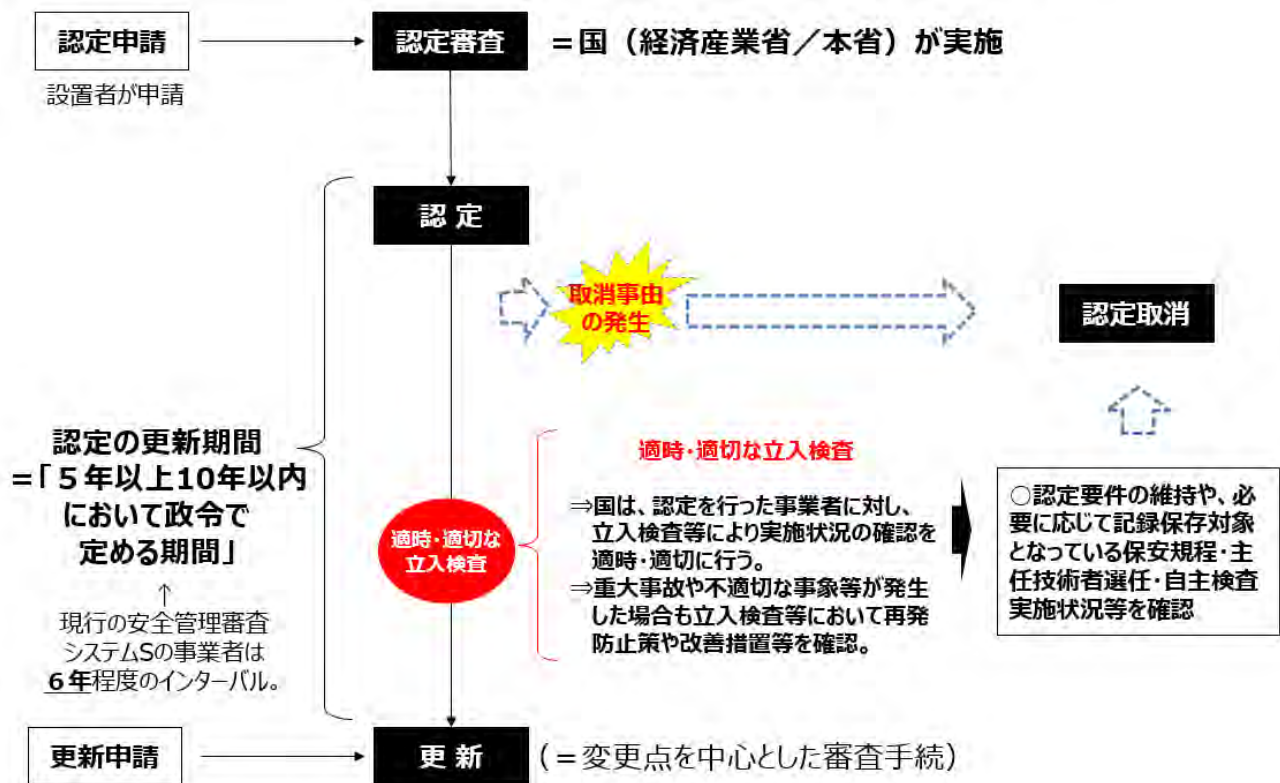 認定申請
設置者が申請
認定審査
＝国（経済産業省／本省）が実施
認 定
取消事由
の発生
認定取消
認定の更新期間
＝「５年以上10年以内
において政令で
定める期間」
↑
現行の安全管理審査
システムSの事業者は
６年程度のインターバル。
適時・適切な
立入検査
適時・適切な立入検査
⇒国は、認定を行った事業者に対し、
立入検査等により実施状況の確認を
適時・適切に行う。
⇒重大事故や不適切な事象等が発生
した場合も立入検査等において再発
防止策や改善措置等を確認。
○認定要件の維持や、必
要に応じて記録保存対象
となっている保安規程・主
任技術者選任・自主検査
実施状況等を確認
更新申請
更 新
（＝変更点を中心とした審査手続）